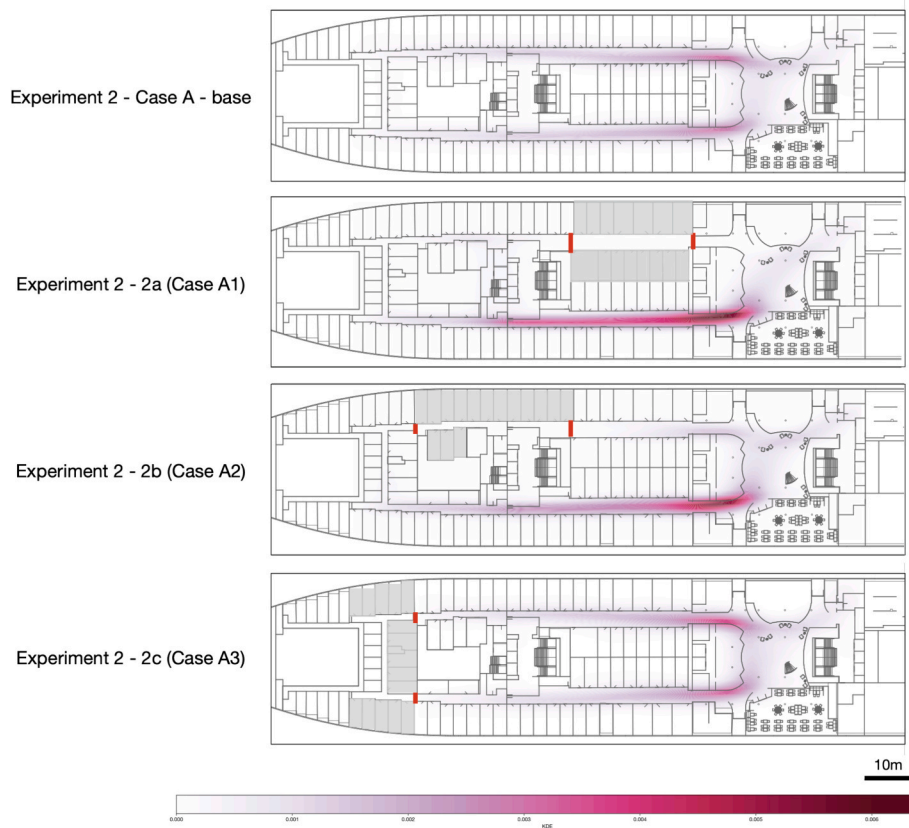 Experiment 2 - Case A - base
Experiment 2 - 2a (Case A1)
Experiment 2 - 2b (Case A2)
Experiment 2 - 2c (Case A3)
10m
0.000 0.001 0.002 0.003 0.004 0.005 0.006
KDE